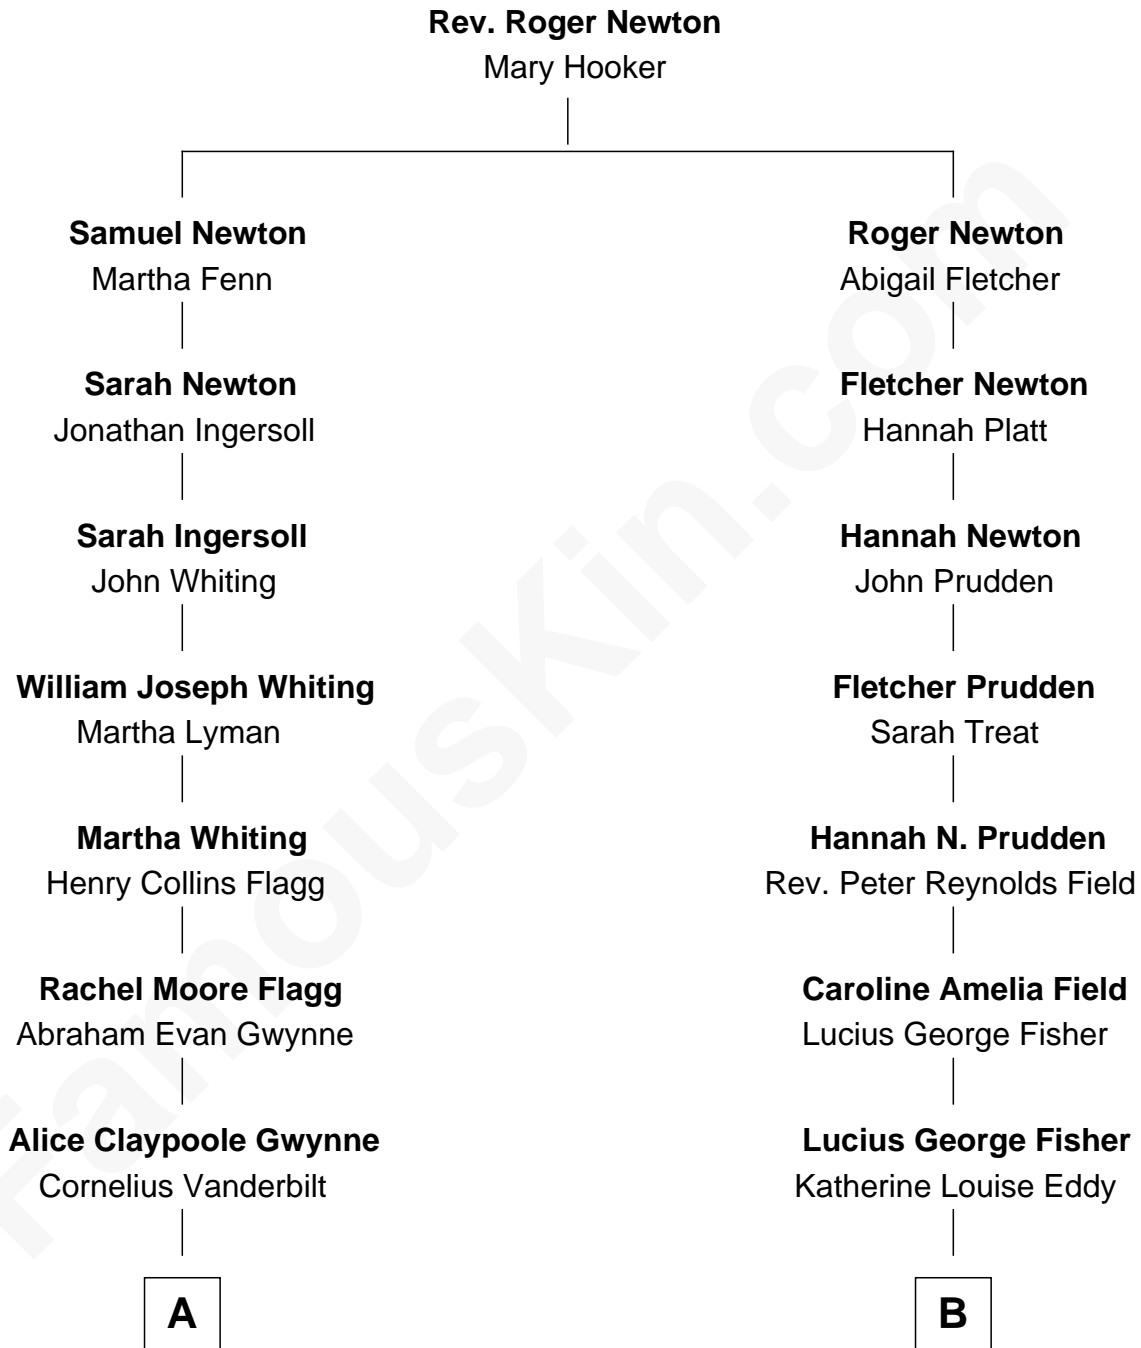 Rev. Roger Newton
Mary Hooker
Samuel Newton
Martha Fenn
Roger Newton
Abigail Fletcher
Sarah Newton
Jonathan Ingersoll
Fletcher Newton
Hannah Platt
Sarah Ingersoll
John Whiting
Hannah Newton
John Prudden
William Joseph Whiting
Martha Lyman
Fletcher Prudden
Sarah Treat
Martha Whiting
Henry Collins Flagg
Hannah N. Prudden
Rev. Peter Reynolds Field
Rachel Moore Flagg
Abraham Evan Gwynne
Caroline Amelia Field
Lucius George Fisher
Alice Claypoole Gwynne
Cornelius Vanderbilt
Lucius George Fisher
Katherine Louise Eddy
A
B
FamousKin.com